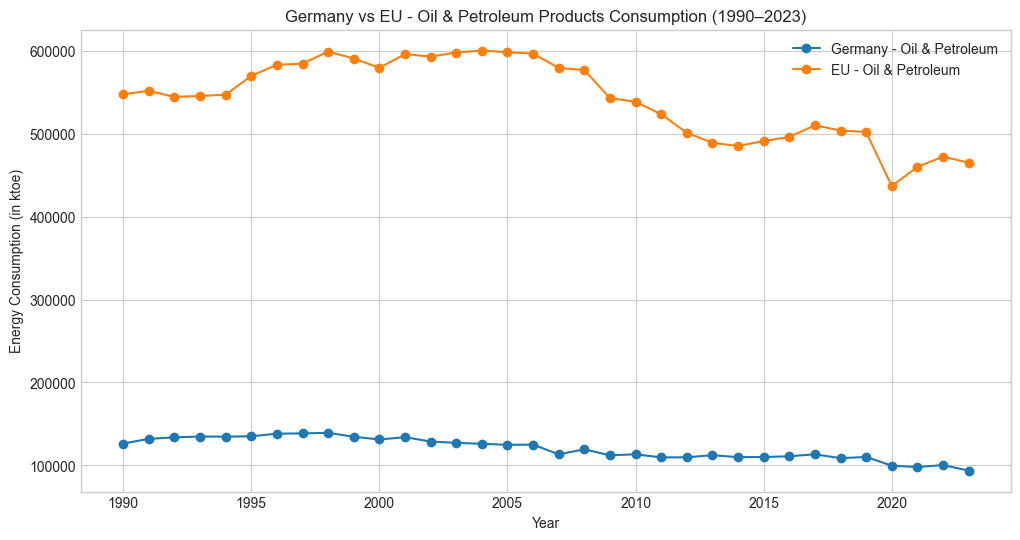 Germany vs EU - Oil & Petroleum Products Consumption (1990–2023)
Germany - Oil & Petroleum
EU - Oil & Petroleum
Energy Consumption (in ktoe)
600000
500000
400000
300000
200000
100000
1990 1995 2000 2005 2010 2015 2020
Year